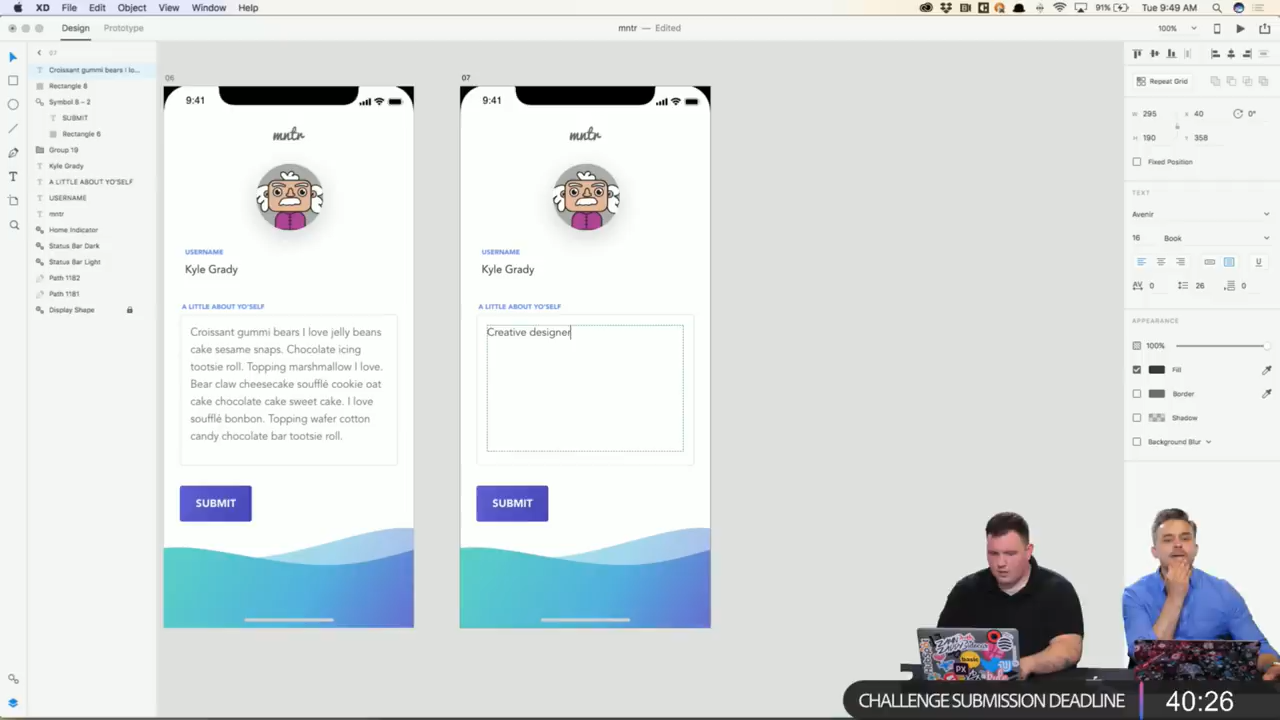 XD File Edit Object View Window Help
91% Tue 9:49 AM
Design Prototype
mntr — Edited
100%
07
Croissant gummi bears I lo...
Rectangle 8
Symbol 8 – 2
SUBMIT
Rectangle 6
Group 19
Kyle Grady
A LITTLE ABOUT YO'SELF
USERNAME
mntr
Home Indicator
Status Bar Dark
Status Bar Light
Path 1182
Path 1181
Display Shape
06
9:41
mntr
USERNAME
Kyle Grady
A LITTLE ABOUT YO'SELF
Croissant gummi bears I love jelly beans
cake sesame snaps. Chocolate icing
tootsie roll. Topping marshmallow I love.
Bear claw cheesecake soufflé cookie oat
cake chocolate cake sweet cake. I love
soufflé bonbon. Topping wafer cotton
candy chocolate bar tootsie roll.
SUBMIT
07
9:41
mntr
USERNAME
Kyle Grady
A LITTLE ABOUT YO'SELF
Creative designer
SUBMIT
Repeat Grid
W 295 X 40 0°
H 190 Y 358
Fixed Position
TEXT
Avenir
16 Book
AV 0 26 0
APPEARANCE
100%
Fill
Border
Shadow
Background Blur
PX
CHALLENGE SUBMISSION DEADLINE 40:26